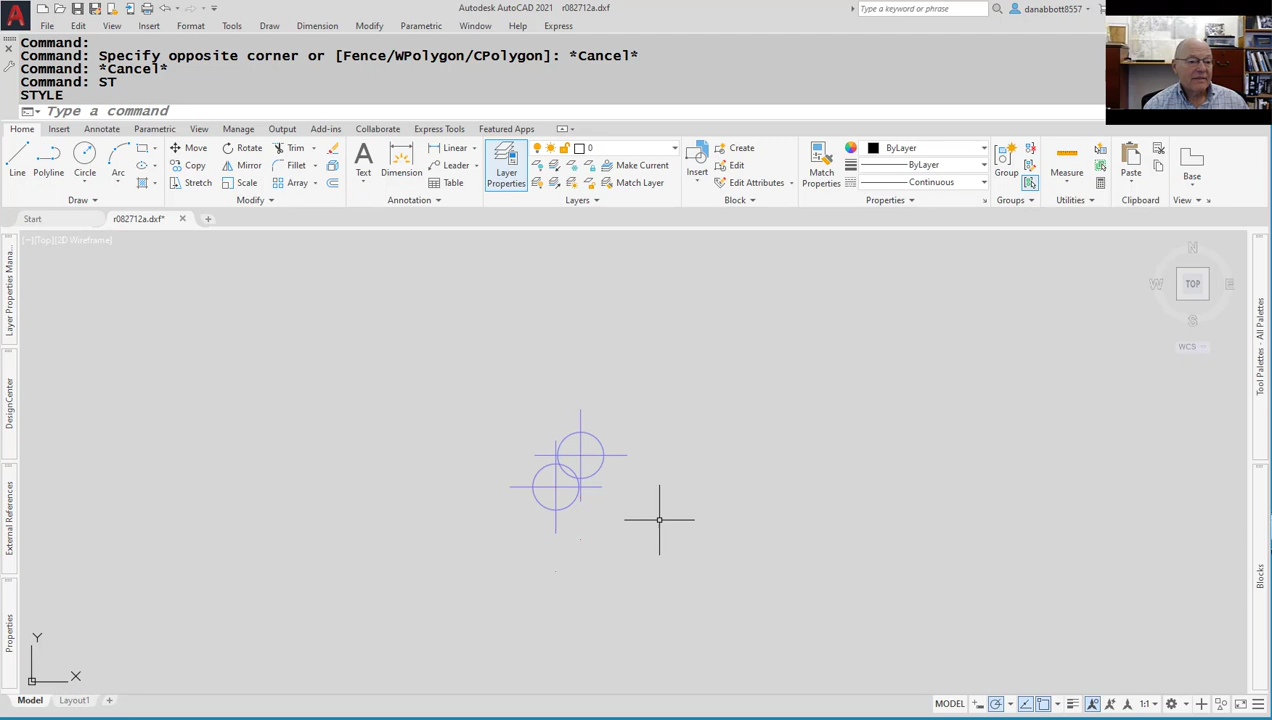 Autodesk AutoCAD 2021 r082712a.dxf
Type a keyword or phrase
danabbott8557
File Edit View Insert Format Tools Draw Dimension Modify Parametric Window Help Express
Command:
Command: Specify opposite corner or [Fence/WPolygon/CPolygon]: *Cancel*
Command: *Cancel*
Command: ST
STYLE
Type a command
Home Insert Annotate Parametric View Manage Output Add-ins Collaborate Express Tools Featured Apps
Line Polyline Circle Arc
Move Rotate Trim
Copy Mirror Fillet
Stretch Scale Array
Text Dimension
Linear
Leader
Table
Layer
Properties
0
Make Current
Match Layer
Insert
Create
Edit
Edit Attributes
Match
Properties
ByLayer
ByLayer
Continuous
Group
Measure
Paste
Base
Draw Modify Annotation Layers Block Properties Groups Utilities Clipboard View
Start r082712a.dxf*
[−][Top][2D Wireframe]
Layer Properties Mana...
DesignCenter
External References
Properties
N
W TOP E
S
WCS
Tool Palettes - All Palettes
Blocks
Y
X
Model Layout1
MODEL 1:1